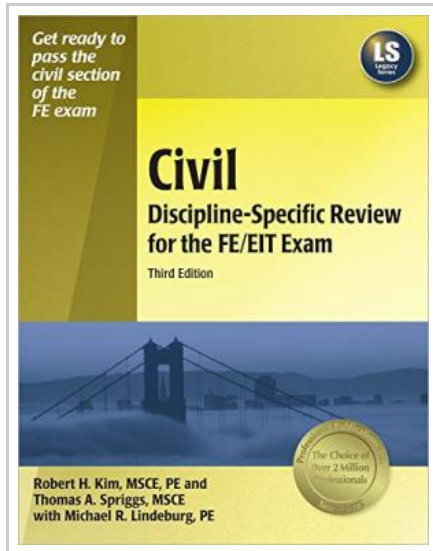 Get ready to
pass the
civil section
of the
FE exam
LS
Legacy
Series
Civil
Discipline-Specific Review
for the FE/EIT Exam
Third Edition
The Choice of
Over 2 Million
Professionals
Robert H. Kim, MSCE, PE and
Thomas A. Spriggs, MSCE
with Michael R. Lindeburg, PE